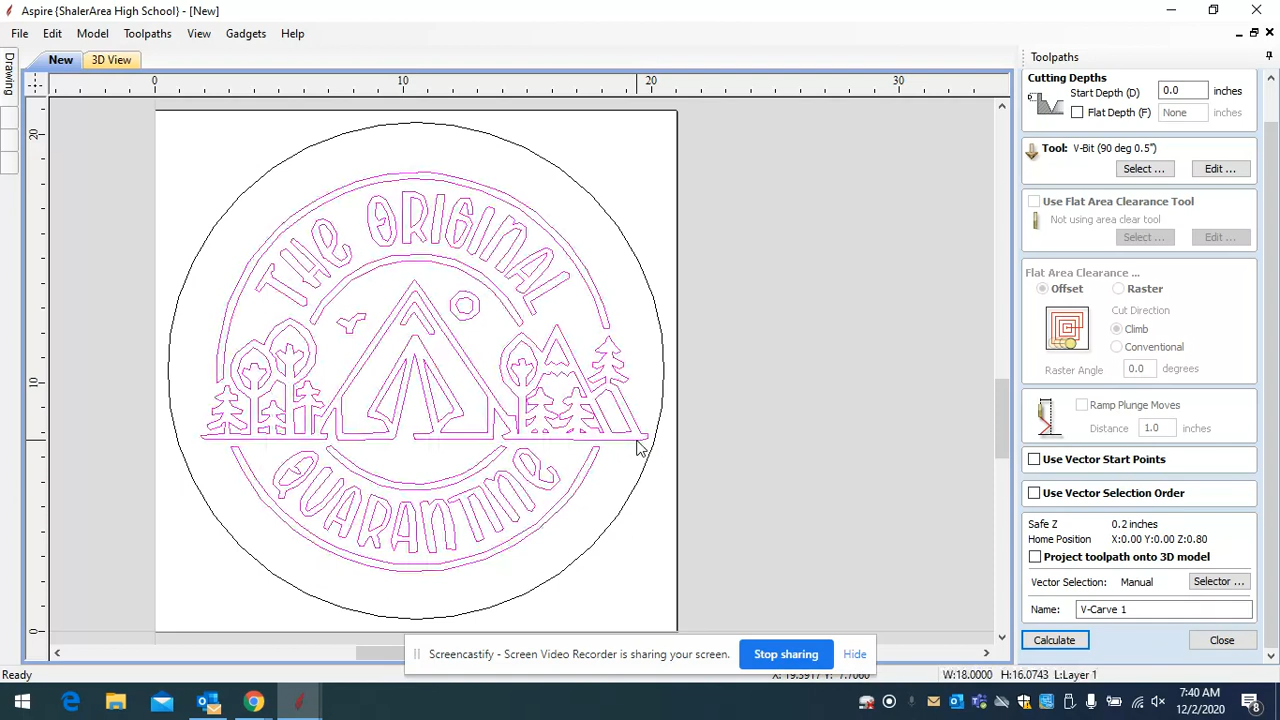 Aspire {ShalerArea High School} - [New]
File Edit Model Toolpaths View Gadgets Help
New 3D View
Drawing
0 10 20 30
20
10
0
THE ORIGINAL
QUARANTINE
Toolpaths
Cutting Depths
Start Depth (D) 0.0 inches
Flat Depth (F) None inches
Tool: V-Bit (90 deg 0.5")
Select ... Edit ...
Use Flat Area Clearance Tool
Not using area clear tool
Select ... Edit ...
Flat Area Clearance ...
Offset Raster
Cut Direction
Climb
Conventional
Raster Angle 0.0 degrees
Ramp Plunge Moves
Distance 1.0 inches
Use Vector Start Points
Use Vector Selection Order
Safe Z 0.2 inches
Home Position X:0.00 Y:0.00 Z:0.80
Project toolpath onto 3D model
Vector Selection: Manual Selector ...
Name: V-Carve 1
Calculate Close
Screencastify - Screen Video Recorder is sharing your screen. Stop sharing Hide
Ready W:18.0000 H:16.0743 L:Layer 1
7:40 AM
12/2/2020
8